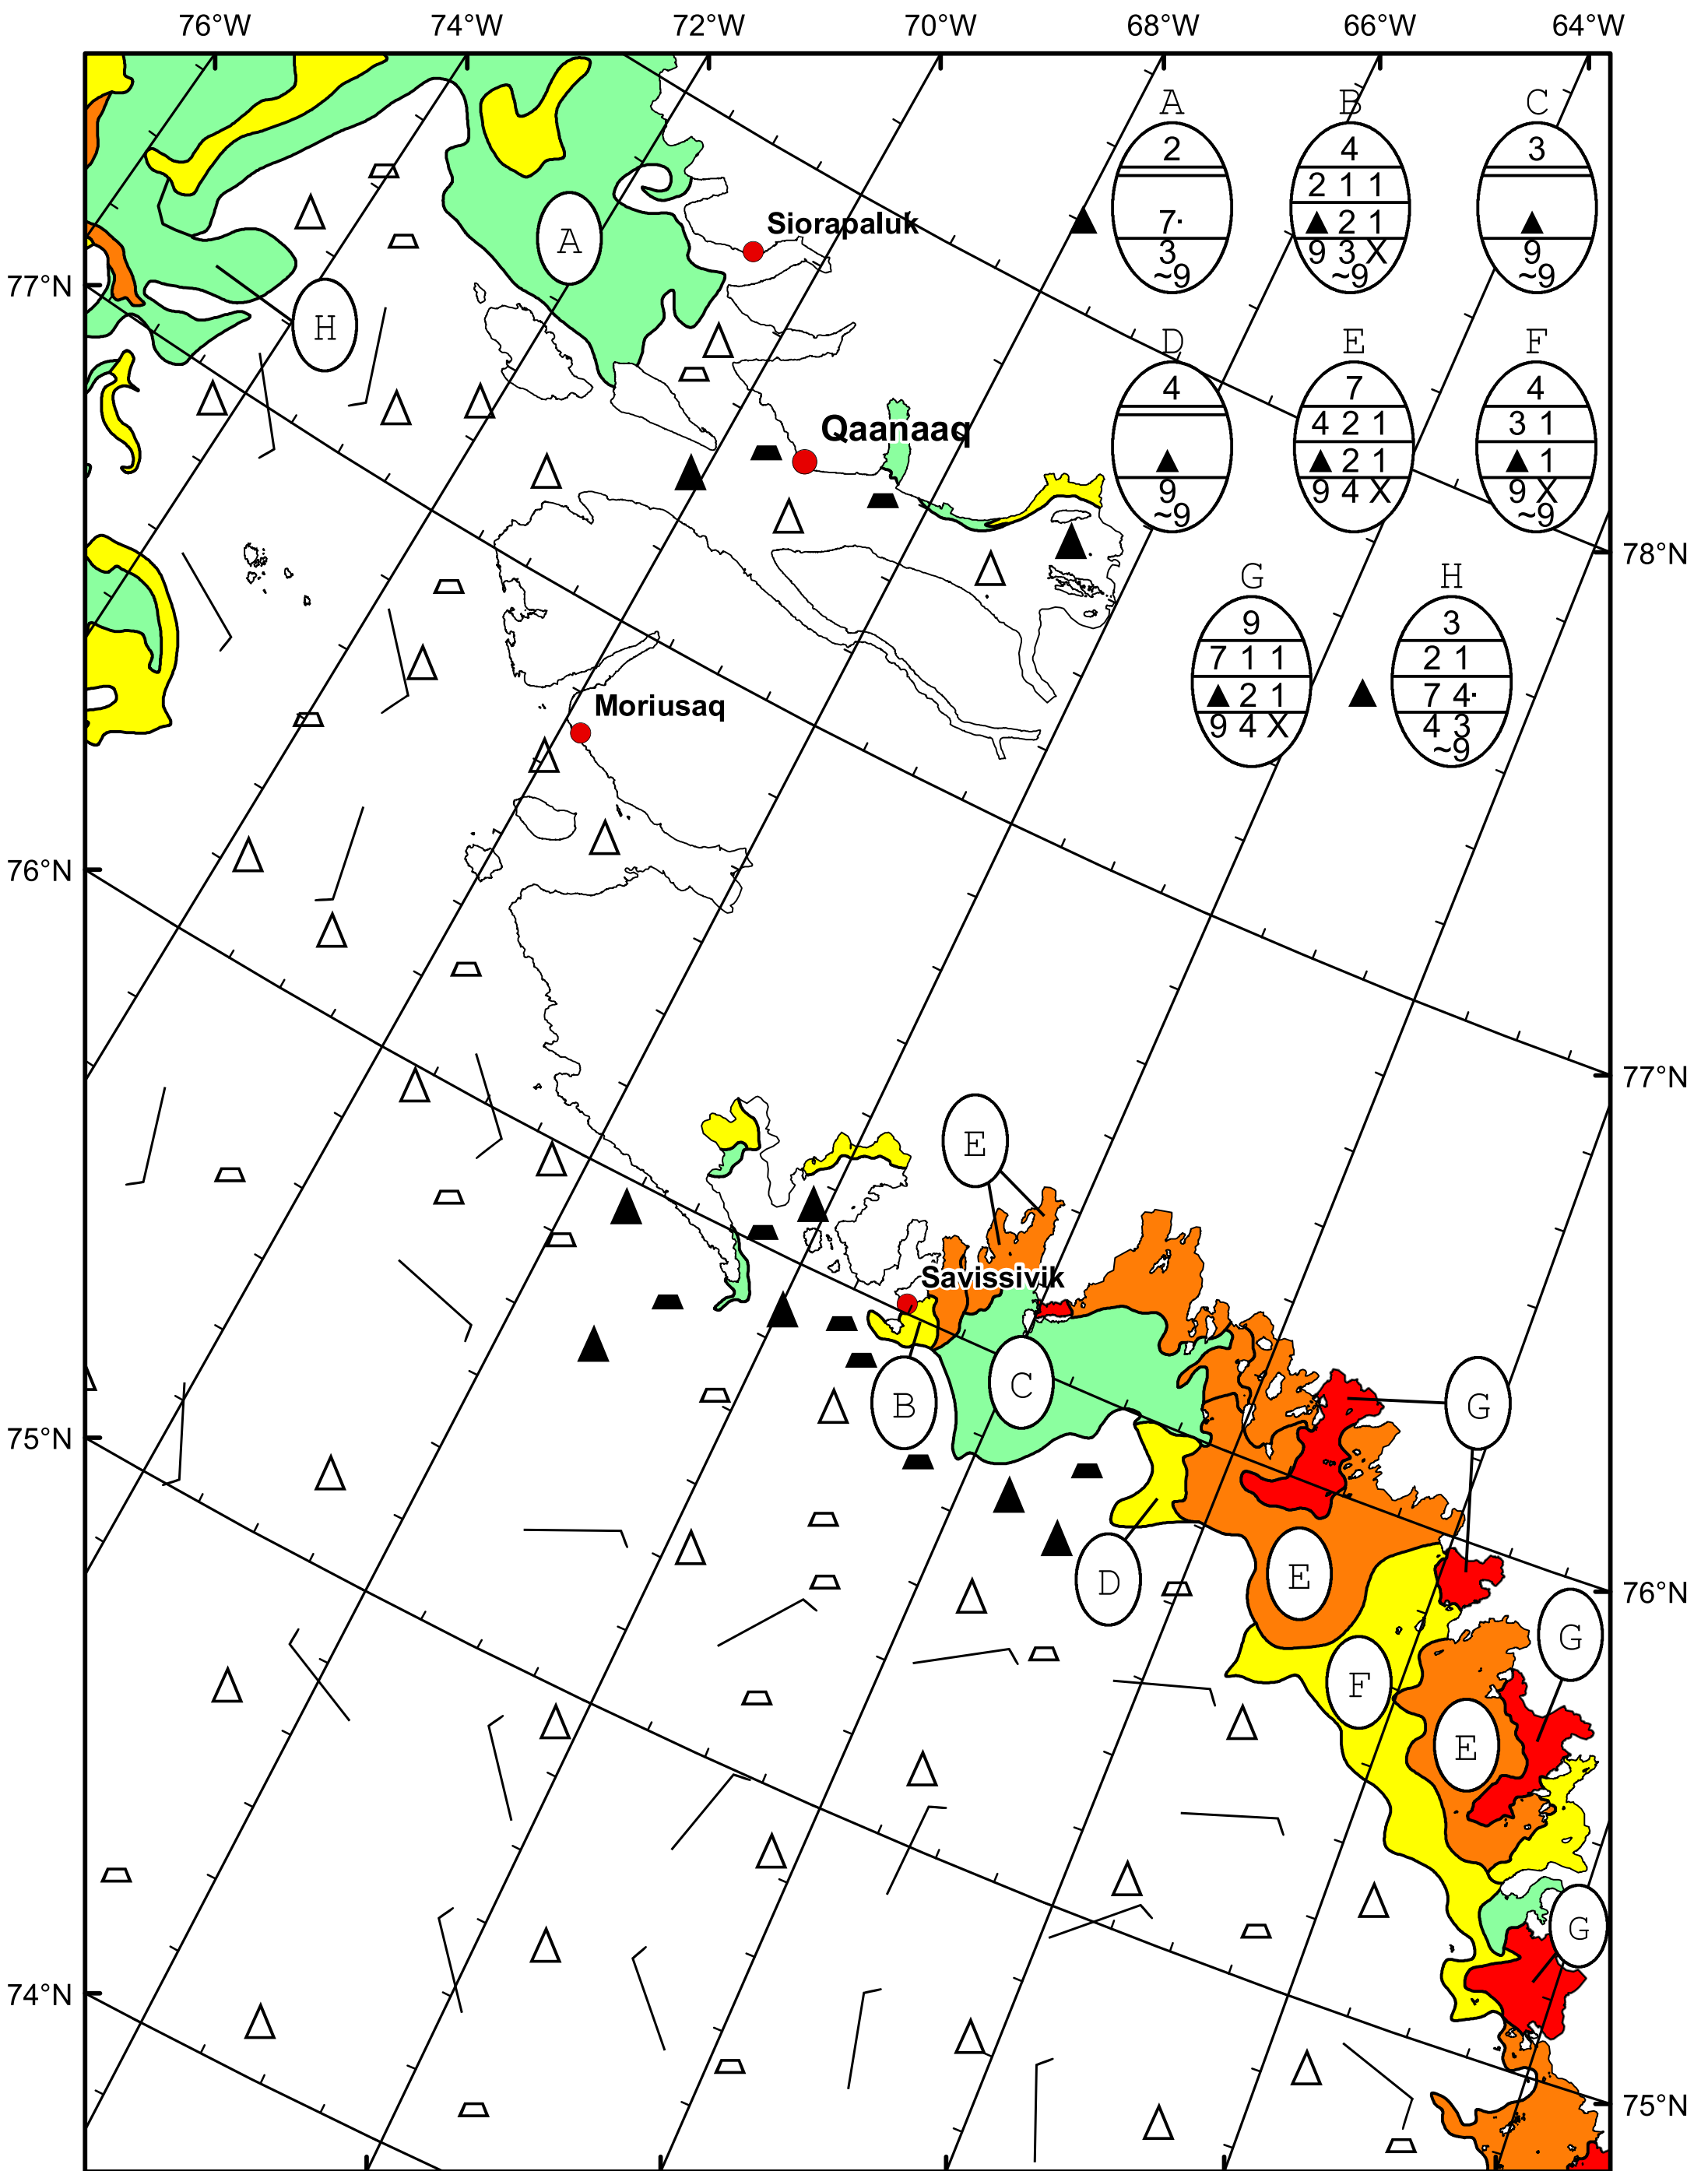 76°W 74°W 72°W 70°W 68°W 66°W 64°W
A B C
2 4 3
2 1 1
7· ▲ 2 1 ▲
3 9 3 X 9
~9 ~9 ~9
Siorapaluk
A
77°N
H
D E F
4 7 4
4 2 1 3 1
▲ ▲ 2 1 ▲ 1
9 9 4 X 9 X
~9 ~9
Qaanaaq
78°N
G H
9 3
7 1 1 2 1
▲ 2 1 7 4·
9 4 X 4 3
~9
Moriusaq
76°N
77°N
E
Savissivik
C
B
G
75°N
E
D
76°N
G
F
E
G
74°N
75°N